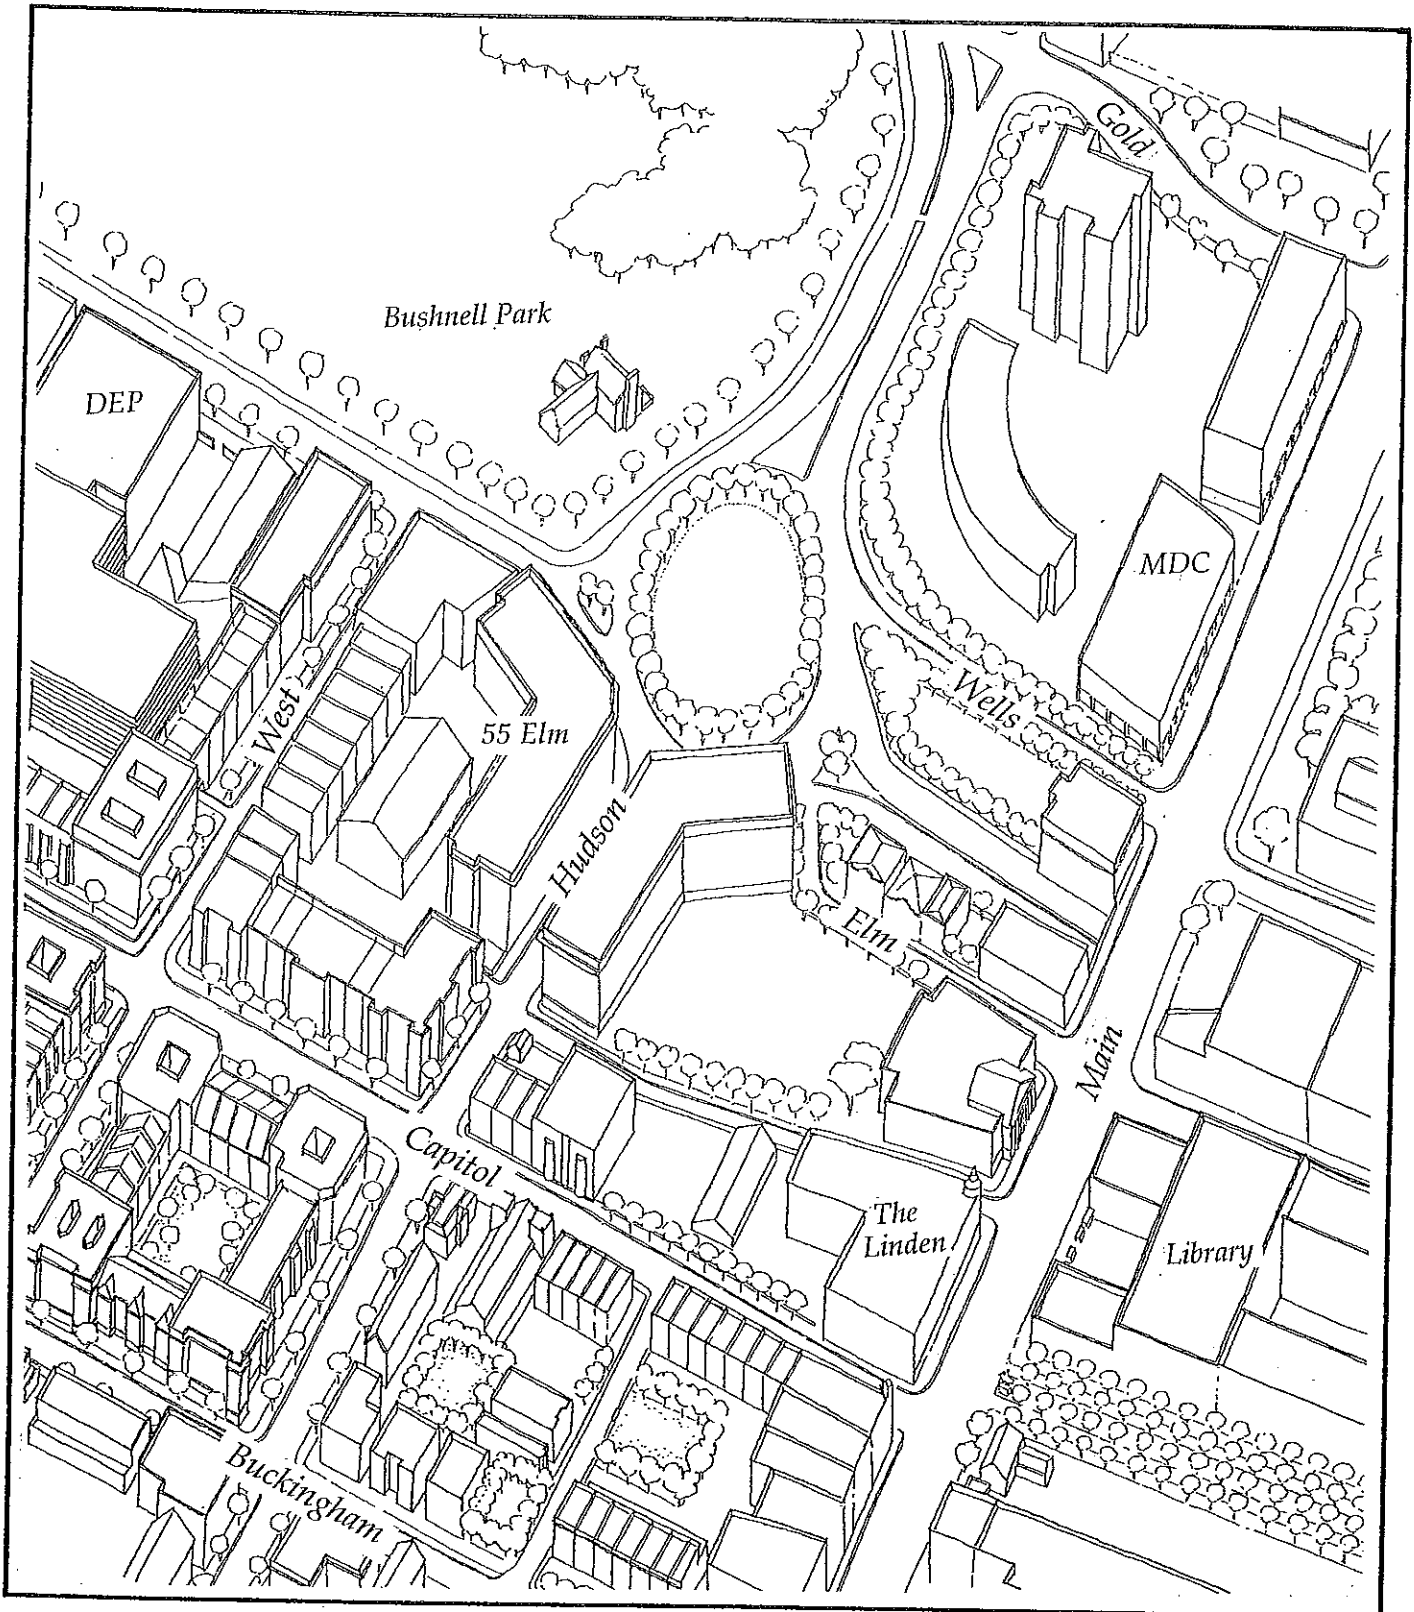 Gold
Bushnell Park
DEP
MDC
West
55 Elm
Wells
Hudson
Elm
Main
Capitol
The
Linden
Library
Buckingham